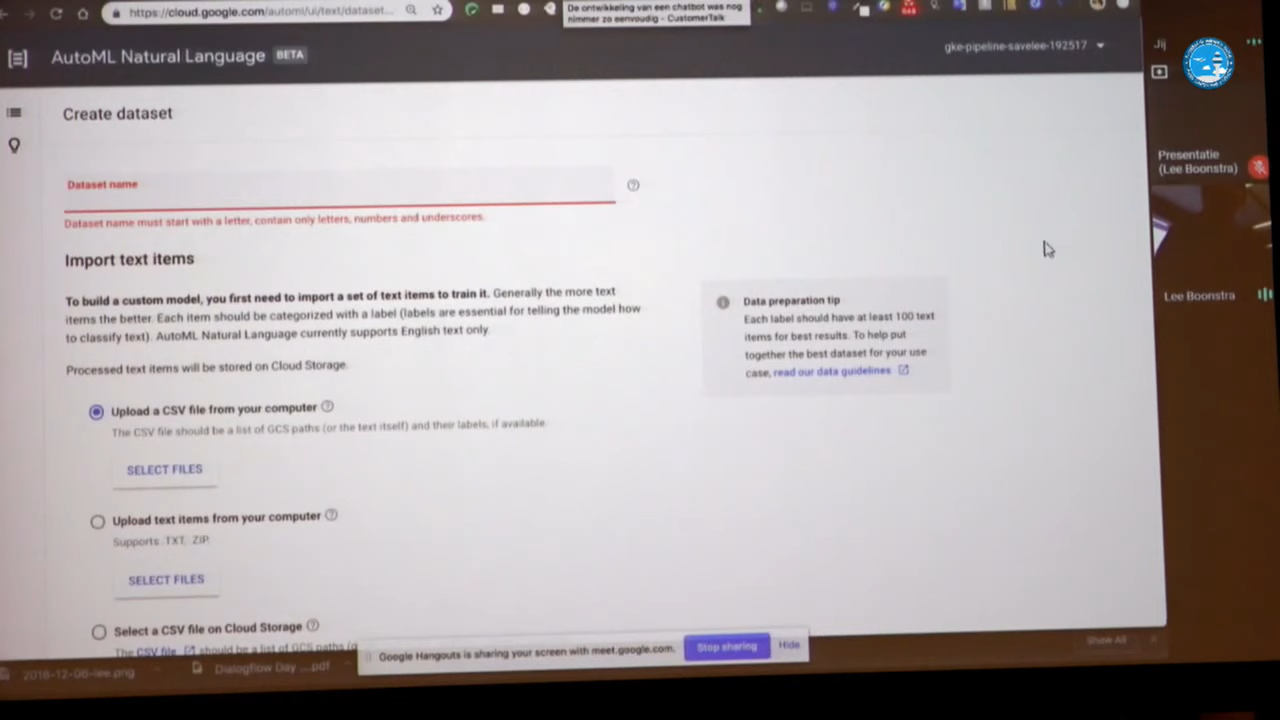 https://cloud.google.com/automl/ui/text/dataset...
De ontwikkeling van een chatbot was nog
nimmer zo eenvoudig - CustomerTalk
AutoML Natural Language BETA
gke-pipeline-savelee-192517
Jij
Create dataset
Presentatie
(Lee Boonstra)
Dataset name
Dataset name must start with a letter, contain only letters, numbers and underscores.
Import text items
To build a custom model, you first need to import a set of text items to train it. Generally the more text
items the better. Each item should be categorized with a label (labels are essential for telling the model how
to classify text). AutoML Natural Language currently supports English text only.
Processed text items will be stored on Cloud Storage.
Data preparation tip
Each label should have at least 100 text
items for best results. To help put
together the best dataset for your use
case, read our data guidelines
Lee Boonstra
Upload a CSV file from your computer
The CSV file should be a list of GCS paths (or the text itself) and their labels, if available.
SELECT FILES
Upload text items from your computer
Supports: TXT, ZIP
SELECT FILES
Select a CSV file on Cloud Storage
The CSV file should be a list of GCS paths
Google Hangouts is sharing your screen with meet.google.com.
Stop sharing
Hide
Show All
2018-12-06-lee.png
Dialogflow Day ....pdf